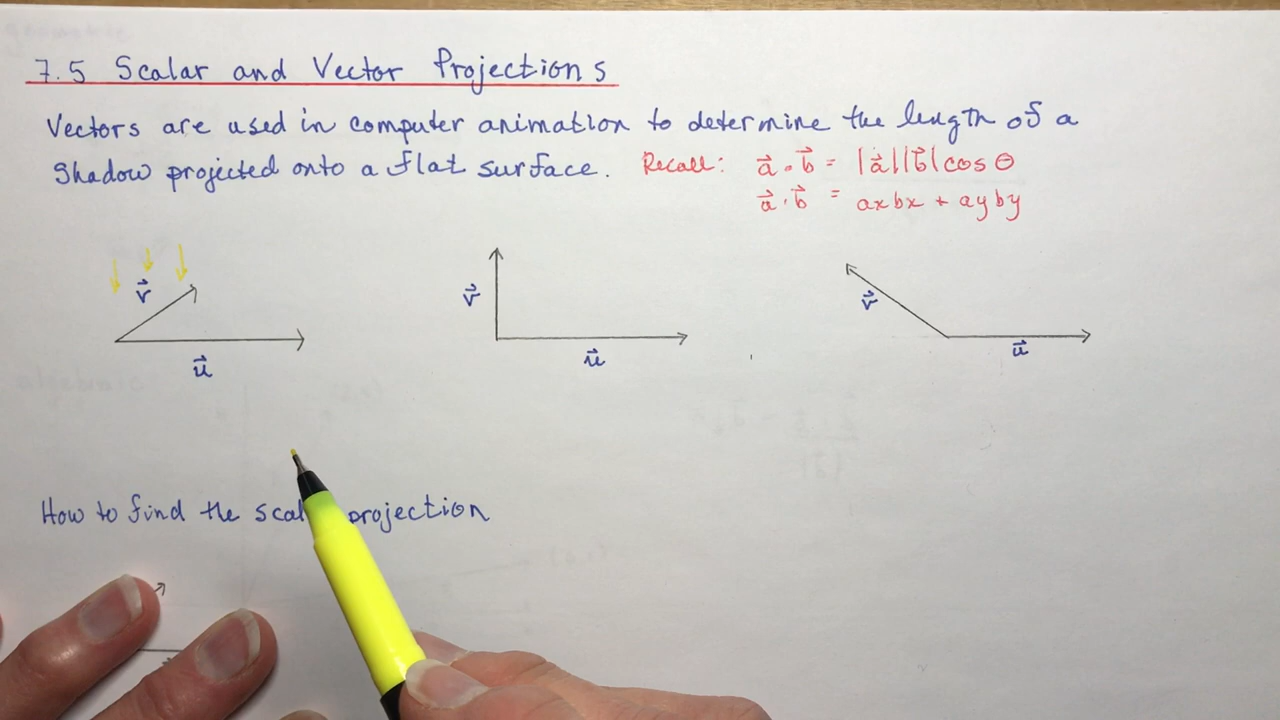 7.5 Scalar and Vector Projections
Vectors are used in computer animation to determine the length of a
shadow projected onto a flat surface. Recall: a⃗ · b⃗ = |a⃗||b⃗|cos θ
a⃗ · b⃗ = axbx + ayby
v⃗
v⃗
v⃗
u⃗
u⃗
u⃗
How to find the scal projection